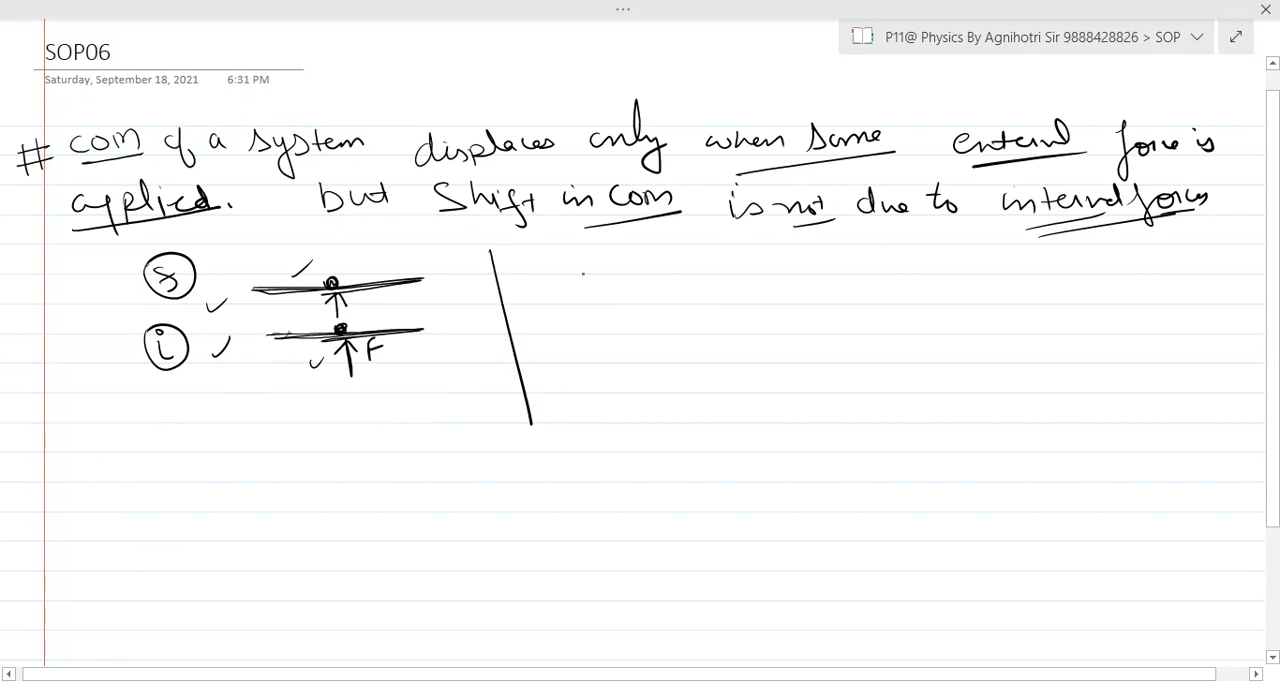 P11@ Physics By Agnihotri Sir 9888428826 > SOP
SOP06
Saturday, September 18, 2021 6:31 PM
# COM of a system displaces only when some external force is
applied. but Shift in COM is not due to internal forces
f
i
F